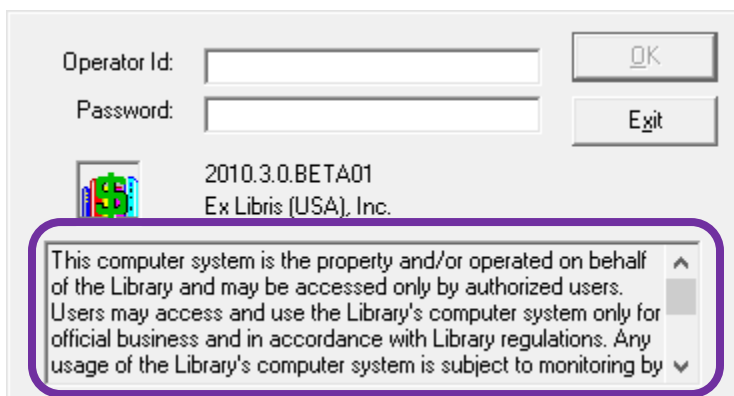 Operator Id:
OK
Password:
Exit
2010.3.0.BETA01
Ex Libris (USA), Inc.
This computer system is the property and/or operated on behalf
of the Library and may be accessed only by authorized users.
Users may access and use the Library's computer system only for
official business and in accordance with Library regulations. Any
usage of the Library's computer system is subject to monitoring by